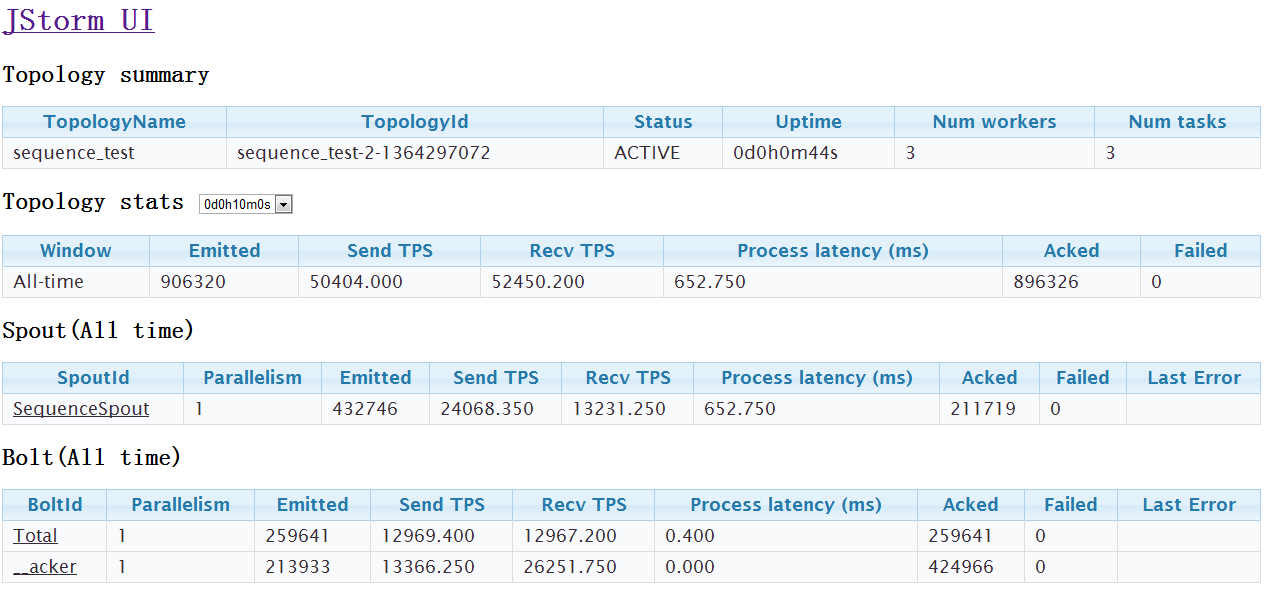 JStorm UI
Topology summary
TopologyName TopologyId Status Uptime Num workers Num tasks
sequence_test sequence_test-2-1364297072 ACTIVE 0d0h0m44s 3 3
Topology stats 0d0h10m0s
Window Emitted Send TPS Recv TPS Process latency (ms) Acked Failed
All-time 906320 50404.000 52450.200 652.750 896326 0
Spout(All time)
SpoutId Parallelism Emitted Send TPS Recv TPS Process latency (ms) Acked Failed Last Error
SequenceSpout 1 432746 24068.350 13231.250 652.750 211719 0
Bolt(All time)
BoltId Parallelism Emitted Send TPS Recv TPS Process latency (ms) Acked Failed Last Error
Total 1 259641 12969.400 12967.200 0.400 259641 0
__acker 1 213933 13366.250 26251.750 0.000 424966 0